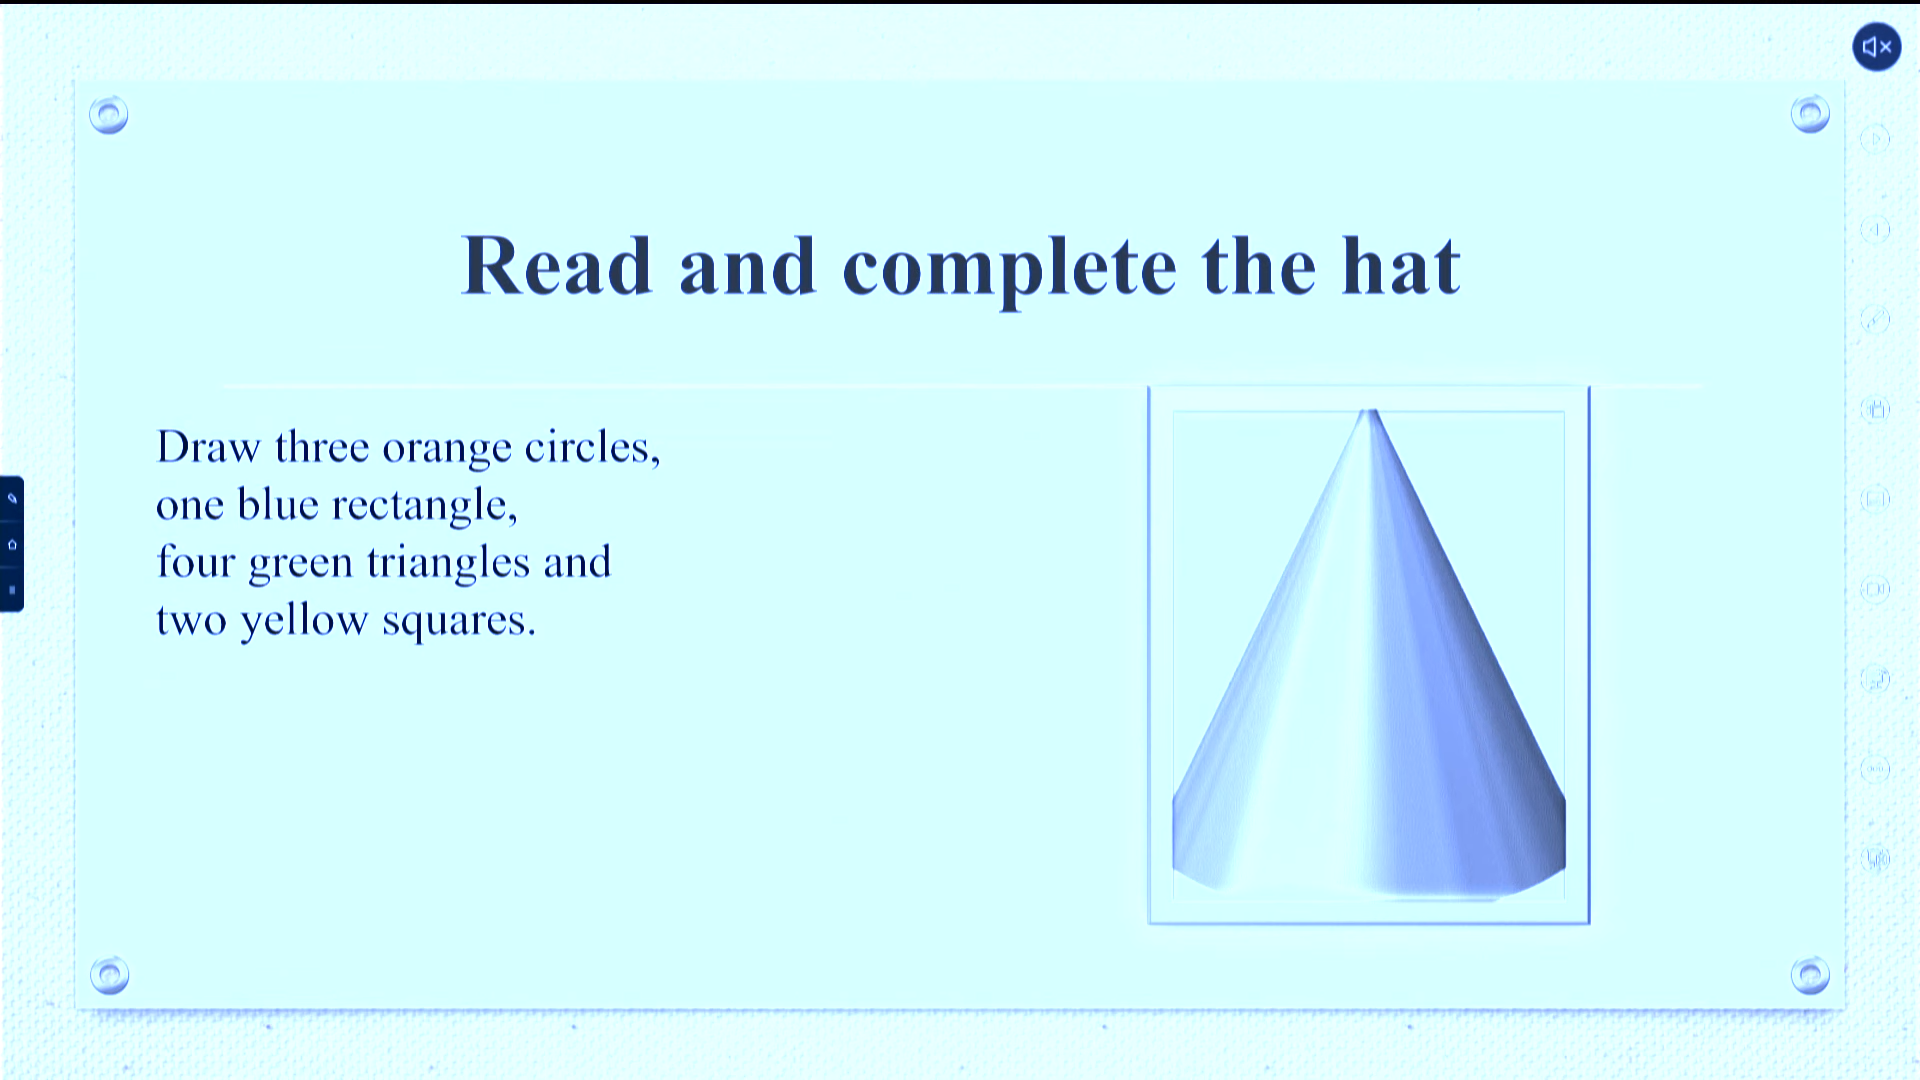 Read and complete the hat
Draw three orange circles,
one blue rectangle,
four green triangles and
two yellow squares.